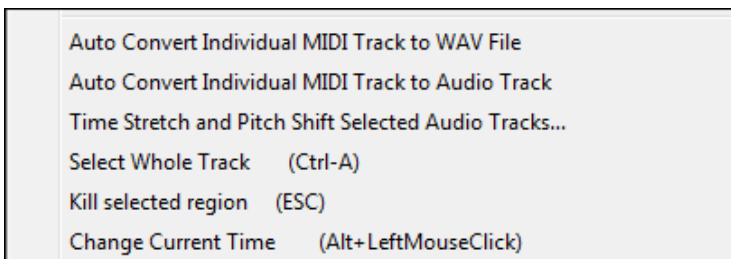 Auto Convert Individual MIDI Track to WAV File
Auto Convert Individual MIDI Track to Audio Track
Time Stretch and Pitch Shift Selected Audio Tracks...
Select Whole Track (Ctrl-A)
Kill selected region (ESC)
Change Current Time (Alt+LeftMouseClick)